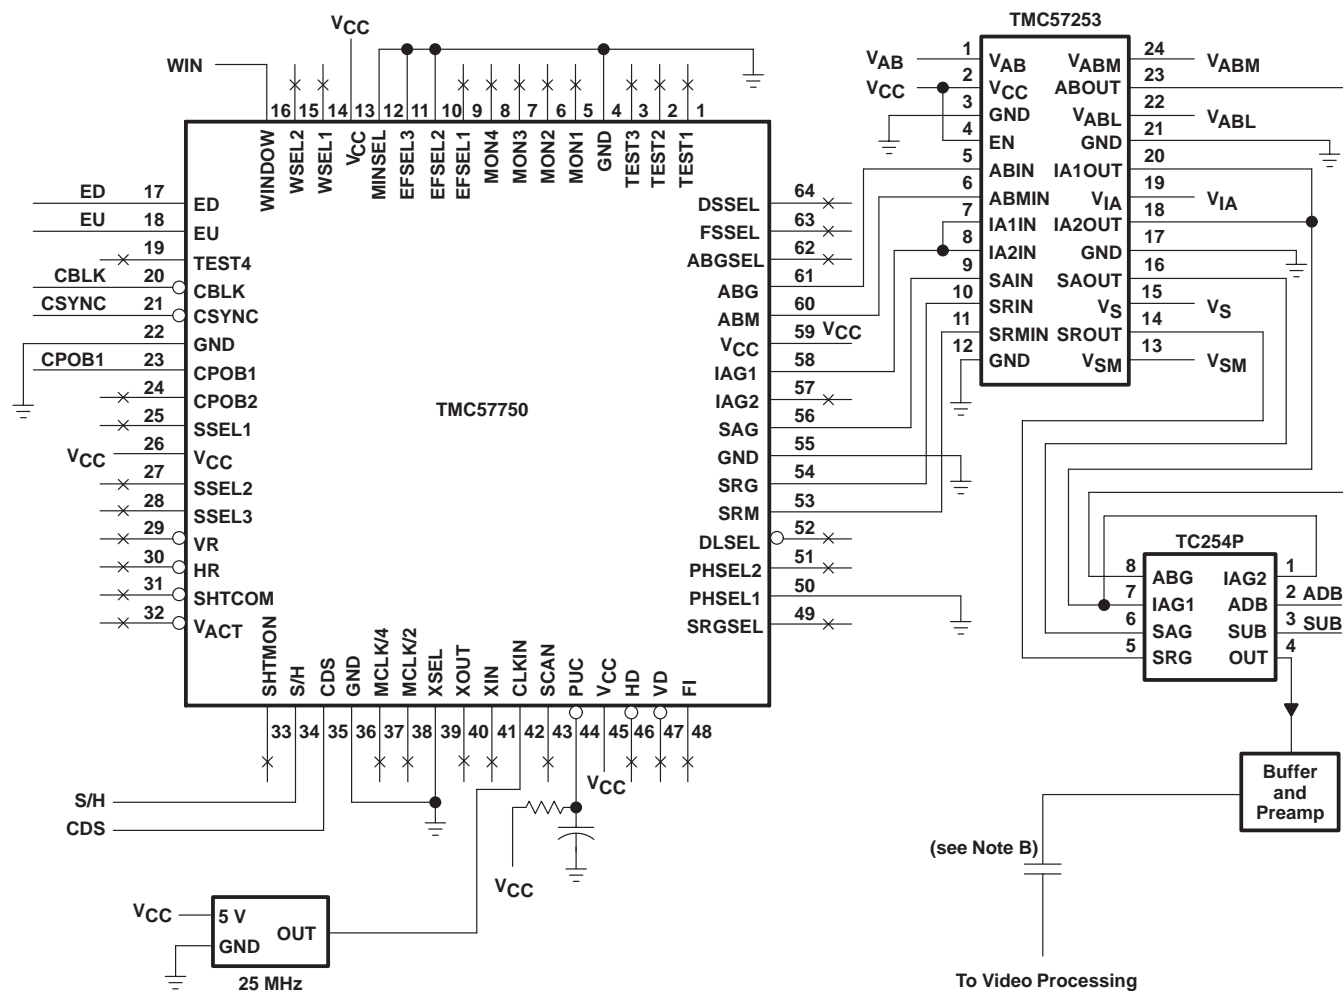 TMC57253
VCC
WIN
16 15 14 13 12 11 10 9 8 7 6 5 4 3 2 1
WINDOW
WSEL2
WSEL1
VCC
MINSEL
EFSEL3
EFSEL2
EFSEL1
MON4
MON3
MON2
MON1
GND
TEST3
TEST2
TEST1
ED 17 ED
EU 18 EU
19 TEST4
CBLK 20 CBLK
CSYNC 21 CSYNC
22 GND
CPOB1 23 CPOB1
24 CPOB2
25 SSEL1
VCC 26 VCC
27 SSEL2
28 SSEL3
29 VR
30 HR
31 SHTCOM
32 VACT
TMC57750
DSSEL 64
FSSEL 63
ABGSEL 62
ABG 61
ABM 60
VCC 59 VCC
IAG1 58
IAG2 57
SAG 56
GND 55
SRG 54
SRM 53
DLSEL 52
PHSEL2 51
PHSEL1 50
SRGSEL 49
SHTMON
S/H
CDS
GND
MCLK/4
MCLK/2
XSEL
XOUT
XIN
CLKIN
SCAN
PUC
VCC
HD
VD
FI
33 34 35 36 37 38 39 40 41 42 43 44 45 46 47 48
VCC
S/H
CDS
VCC
VCC 5 V
GND
OUT
25 MHz
VAB 1 VAB
VCC 2 VCC
3 GND
4 EN
5 ABIN
6 ABMIN
7 IA1IN
8 IA2IN
9 SAIN
10 SRIN
11 SRMIN
12 GND
VABM 24 VABM
ABOUT 23
VABL 22 VABL
GND 21
IA1OUT 20
VIA 19 VIA
IA2OUT 18
GND 17
SAOUT 16
VS 15 VS
SROUT 14
VSM 13 VSM
TC254P
8 ABG
7 IAG1
6 SAG
5 SRG
IAG2 1
ADB 2 ADB
SUB 3 SUB
OUT 4
Buffer
and
Preamp
(see Note B)
To Video Processing